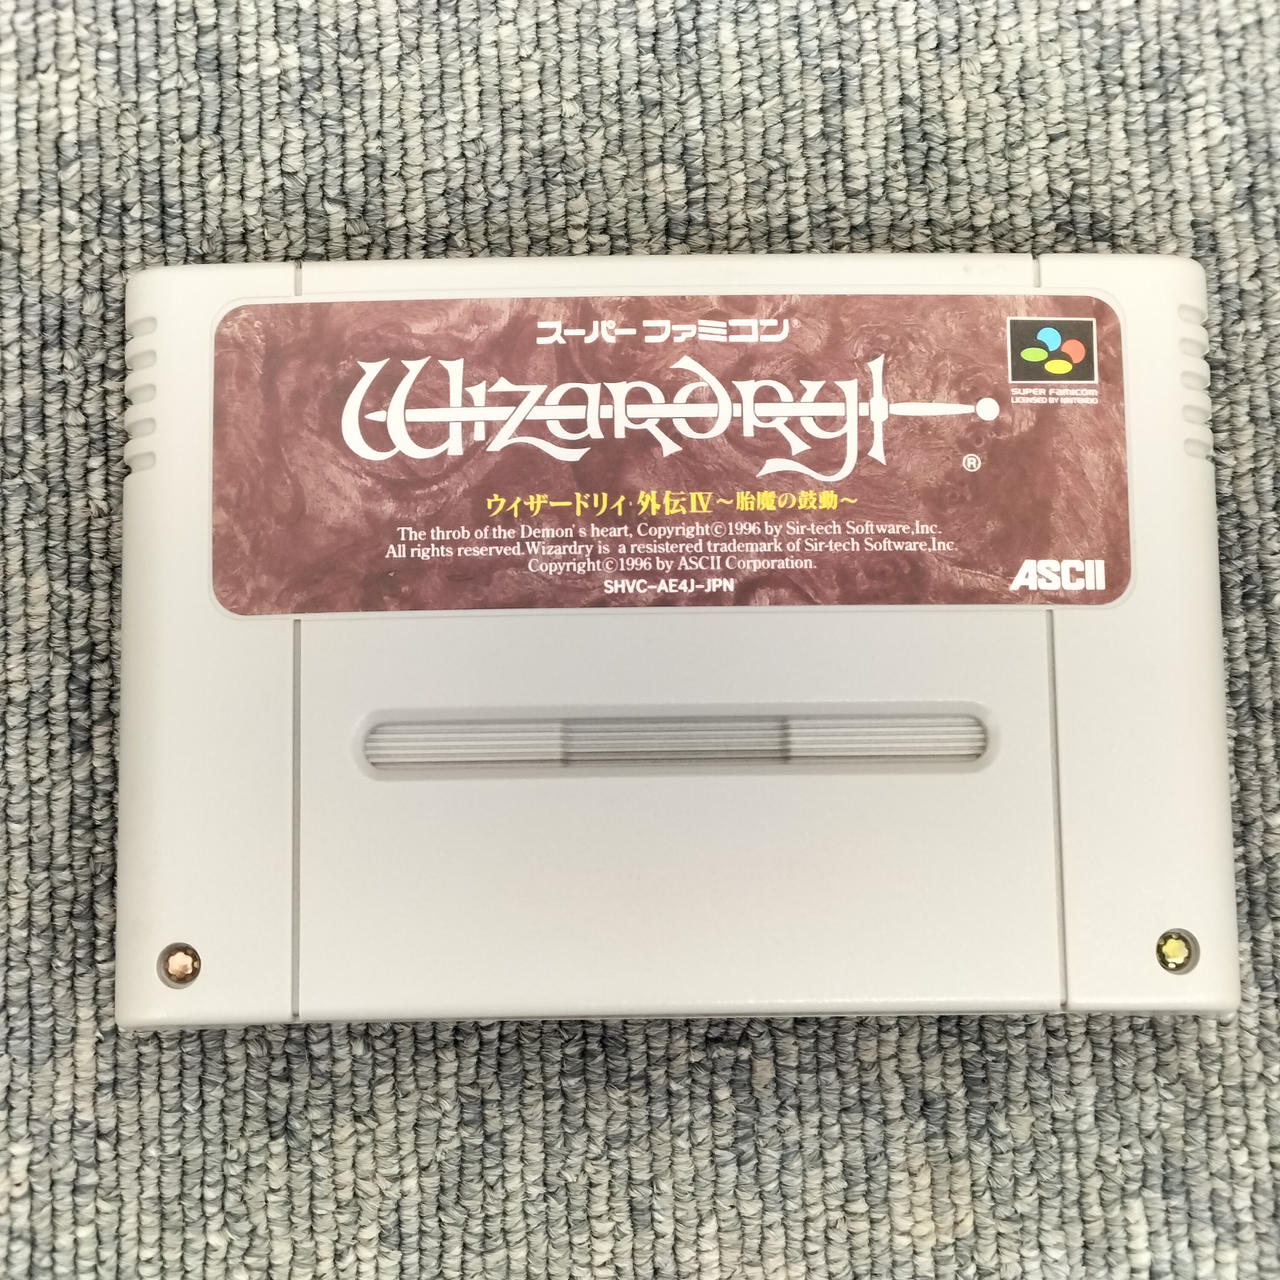 スーパーファミコン®
Wizardry
®
SUPER FAMICOM
LICENSED BY NINTENDO
ウィザードリィ・外伝IV～胎魔の鼓動～
The throb of the Demon's heart, Copyright©1996 by Sir-tech Software,Inc.
All rights reserved.Wizardry is a resistered trademark of Sir-tech Software,Inc.
Copyright©1996 by ASCII Corporation.
SHVC-AE4J-JPN
ASCII